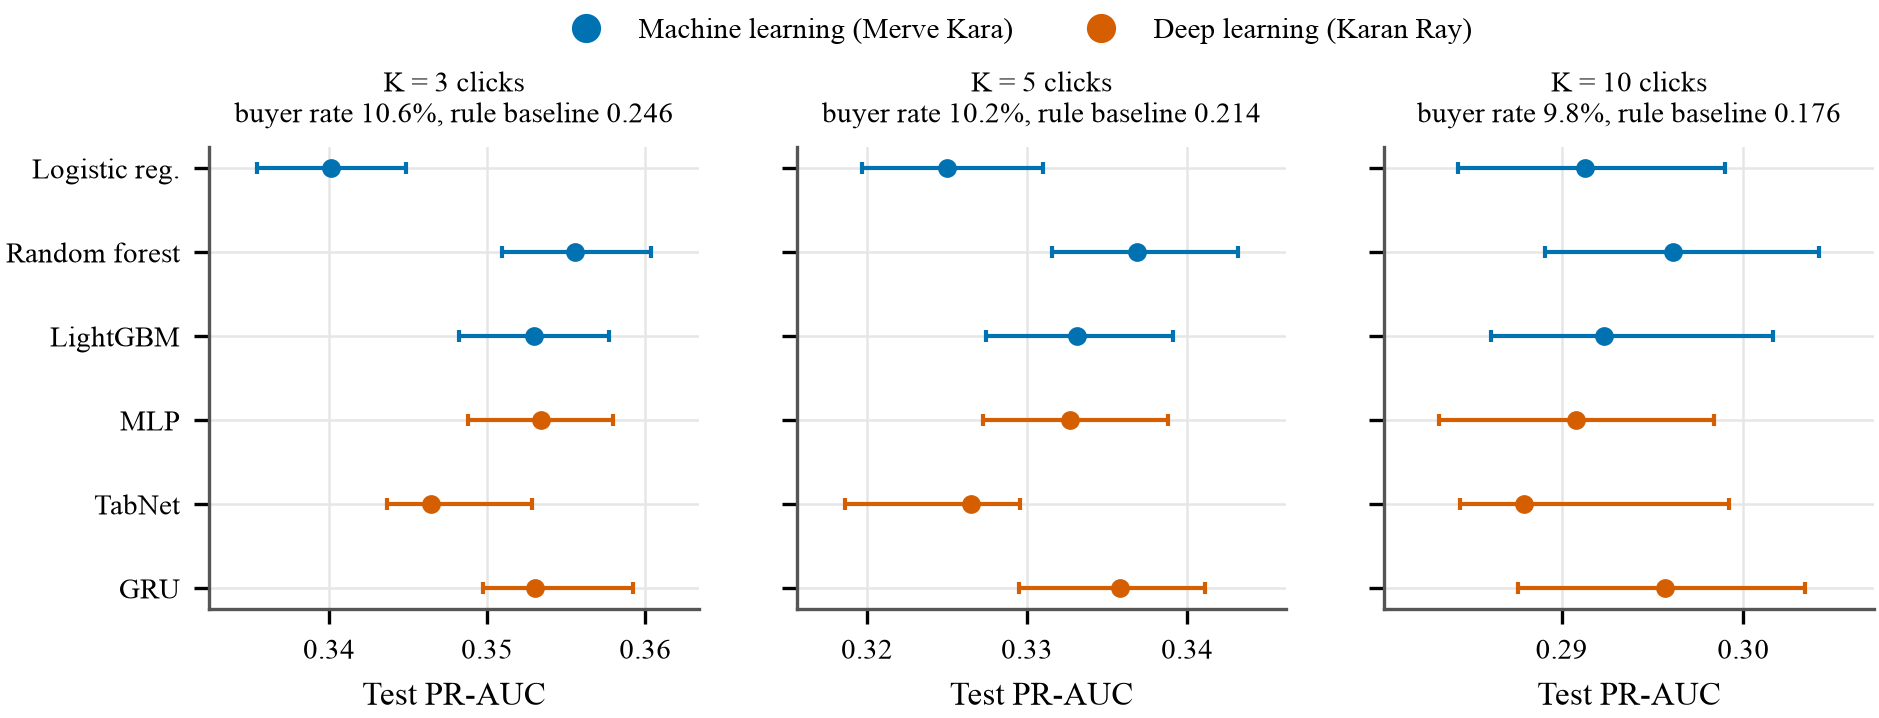 Machine learning (Merve Kara) Deep learning (Karan Ray)
K = 3 clicks
buyer rate 10.6%, rule baseline 0.246
K = 5 clicks
buyer rate 10.2%, rule baseline 0.214
K = 10 clicks
buyer rate 9.8%, rule baseline 0.176
Logistic reg.
Random forest
LightGBM
MLP
TabNet
GRU
0.34 0.35 0.36
Test PR-AUC
0.32 0.33 0.34
Test PR-AUC
0.29 0.30
Test PR-AUC